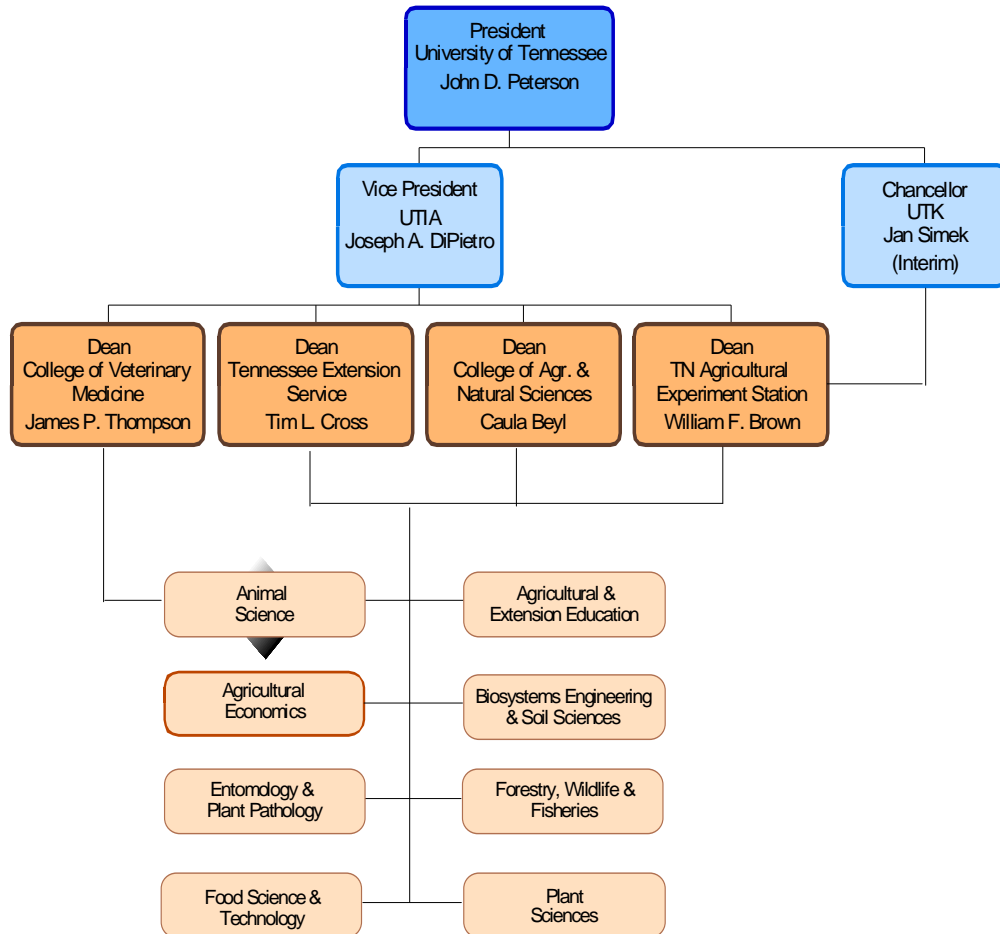 President
University of Tennessee
John D. Peterson
Vice President
UTIA
Joseph A. DiPietro
Chancellor
UTK
Jan Simek
(Interim)
Dean
College of Veterinary
Medicine
James P. Thompson
Dean
Tennessee Extension
Service
Tim L. Cross
Dean
College of Agr. &
Natural Sciences
Caula Beyl
Dean
TN Agricultural
Experiment Station
William F. Brown
Animal
Science
Agricultural &
Extension Education
Agricultural
Economics
Biosystems Engineering
& Soil Sciences
Entomology &
Plant Pathology
Forestry, Wildlife &
Fisheries
Food Science &
Technology
Plant
Sciences